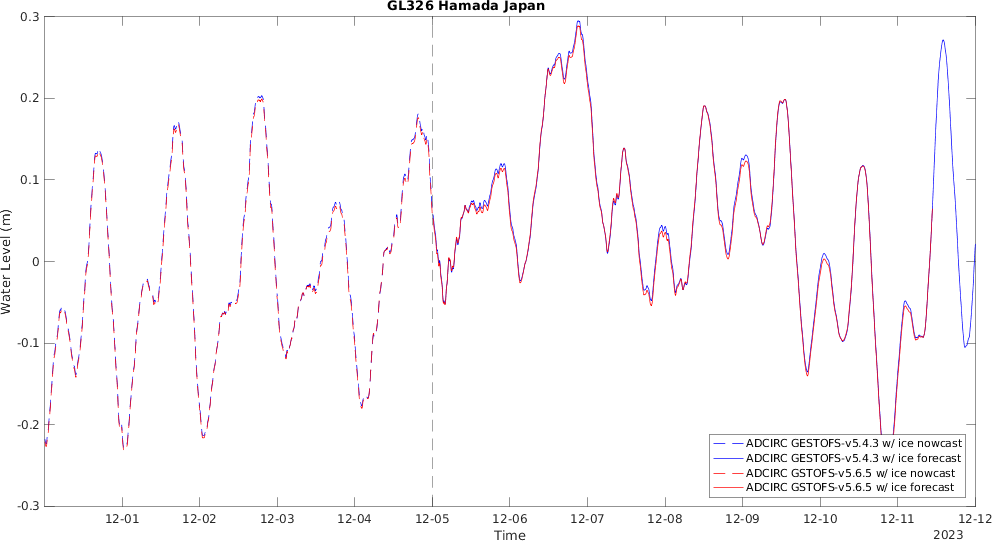 GL326 Hamada Japan
0.3
0.2
0.1
0
-0.1
-0.2
-0.3
Water Level (m)
12-01 12-02 12-03 12-04 12-05 12-06 12-07 12-08 12-09 12-10 12-11 12-12
Time
2023
ADCIRC GESTOFS-v5.4.3 w/ ice nowcast
ADCIRC GESTOFS-v5.4.3 w/ ice forecast
ADCIRC GSTOFS-v5.6.5 w/ ice nowcast
ADCIRC GSTOFS-v5.6.5 w/ ice forecast